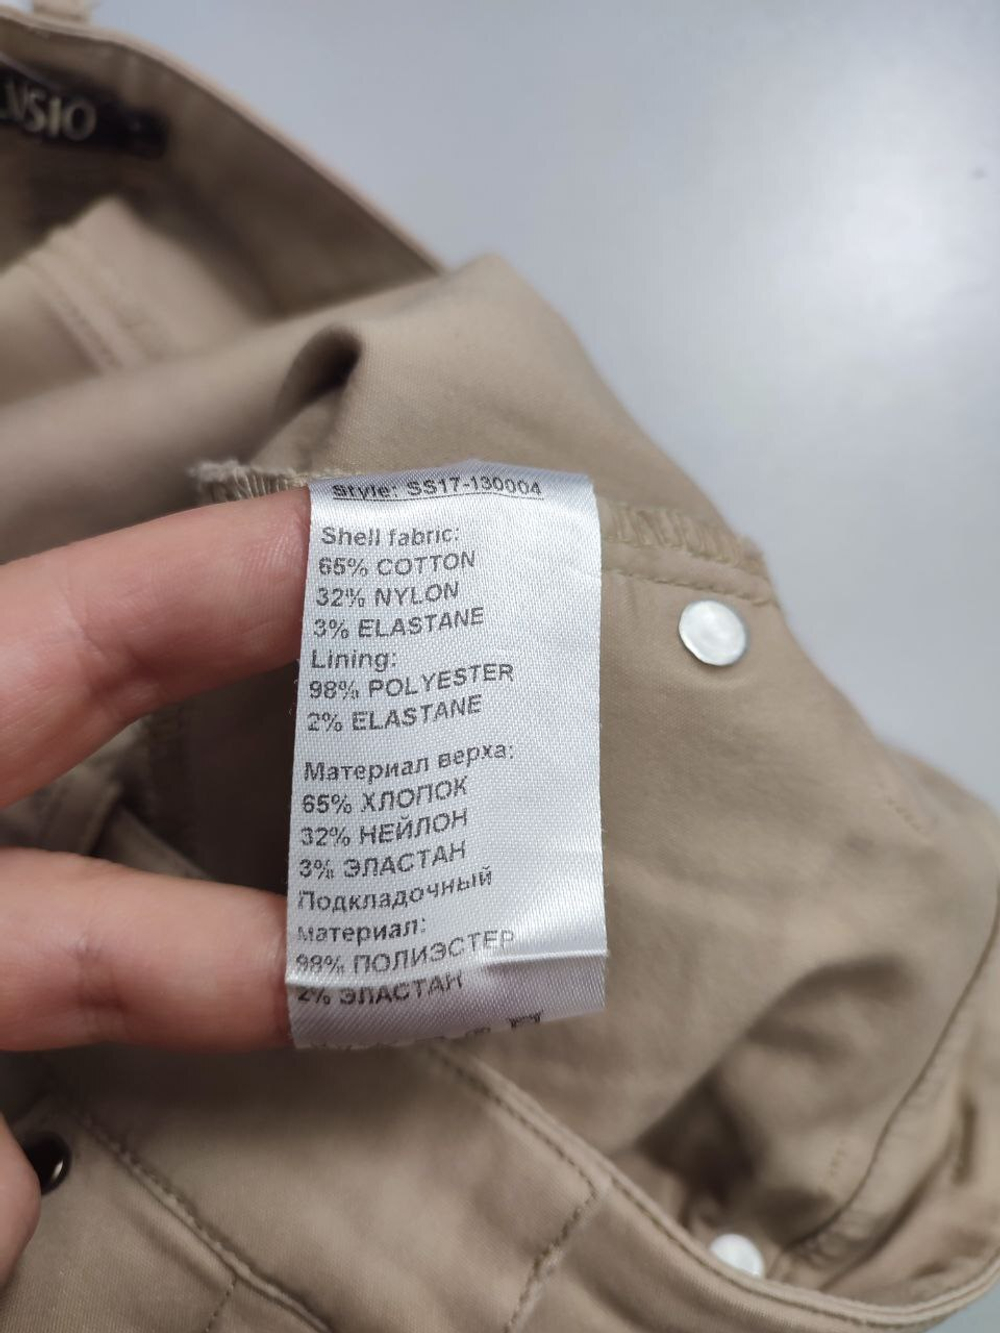 Style: SS17-130004
Shell fabric:
65% COTTON
32% NYLON
3% ELASTANE
Lining:
98% POLYESTER
2% ELASTANE
Материал верха:
65% ХЛОПОК
32% НЕЙЛОН
3% ЭЛАСТАН
Подкладочный
материал:
98% ПОЛИЭСТЕР
2% ЭЛАСТАН